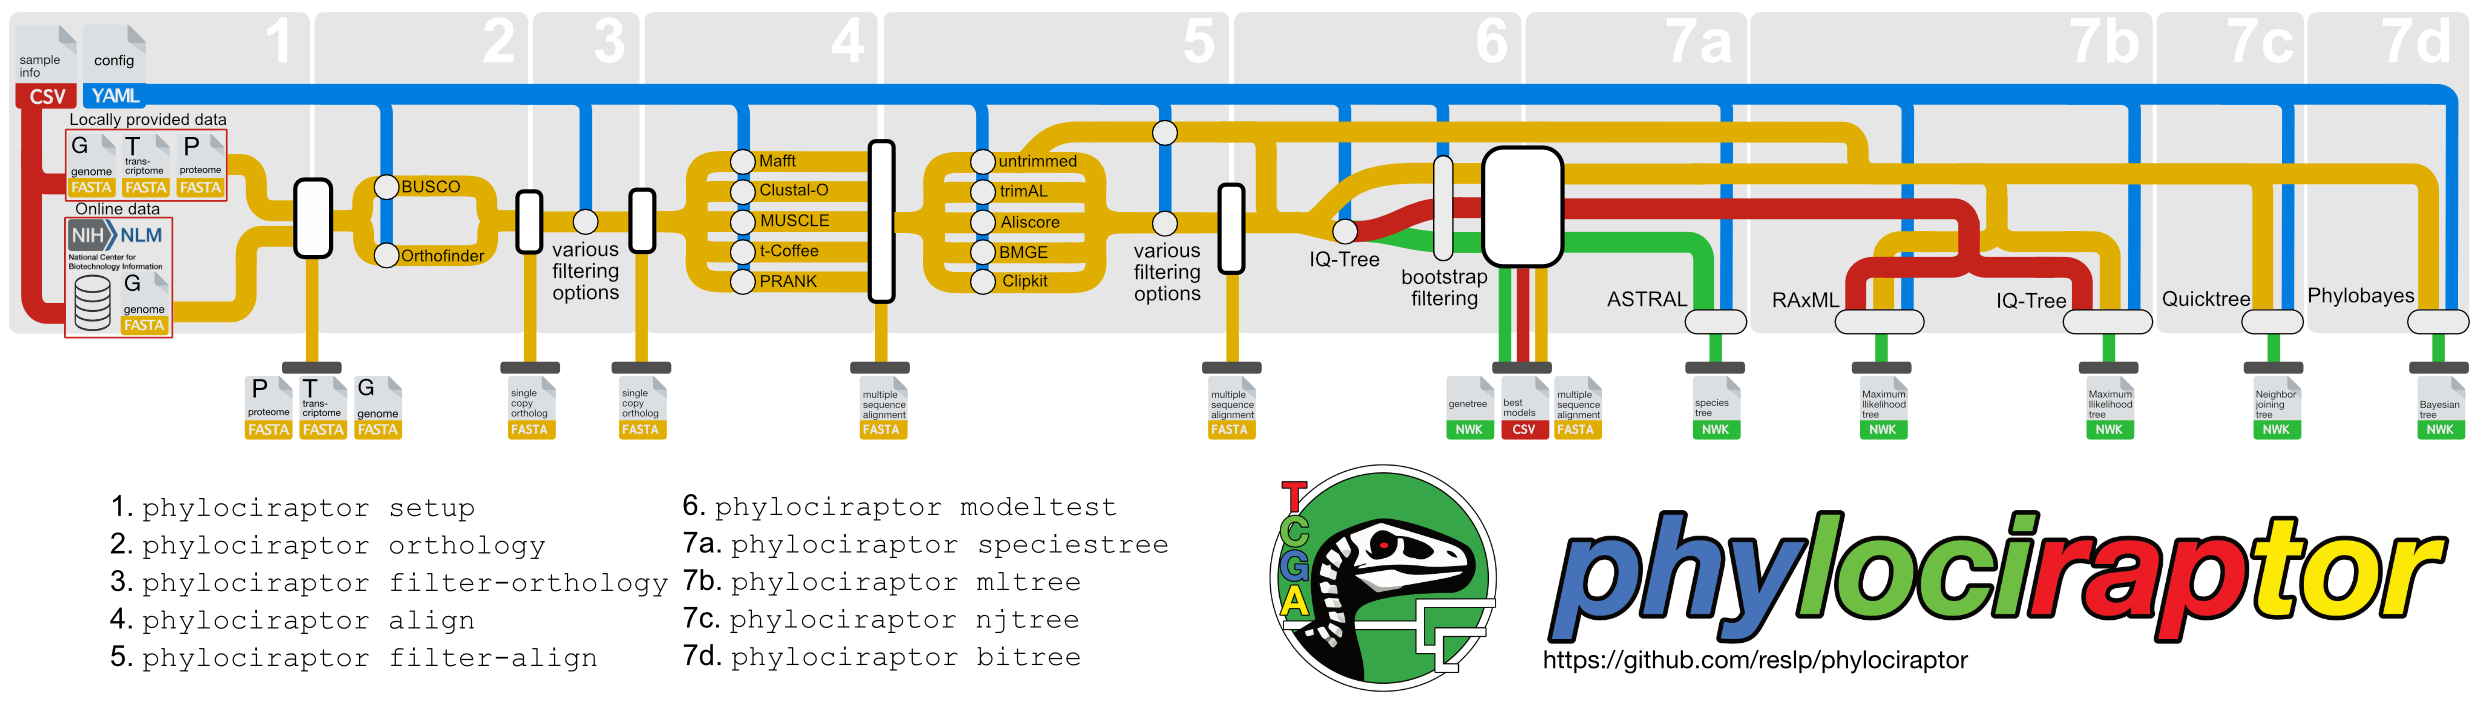 1 2 3 4 5 6 7a 7b 7c 7d
sample
info
CSV
config
YAML
Locally provided data
G
genome
FASTA
T
trans-
criptome
FASTA
P
proteome
FASTA
Online data
NIH NLM
National Center for
Biotechnology Information
G
genome
FASTA
BUSCO
Orthofinder
various
filtering
options
Mafft
Clustal-O
MUSCLE
t-Coffee
PRANK
untrimmed
trimAL
Aliscore
BMGE
Clipkit
various
filtering
options
IQ-Tree
bootstrap
filtering
ASTRAL
RAxML
IQ-Tree
Quicktree
Phylobayes
P
proteome
FASTA
T
trans-
criptome
FASTA
G
genome
FASTA
single
copy
ortholog
FASTA
single
copy
ortholog
FASTA
multiple
sequence
alignment
FASTA
multiple
sequence
alignment
FASTA
genetree
NWK
best
models
CSV
multiple
sequence
alignment
FASTA
species
tree
NWK
Maximum
llikelihood
tree
NWK
Maximum
llikelihood
tree
NWK
Neighbor
joining
tree
NWK
Bayesian
tree
NWK
1. phylociraptor setup
2. phylociraptor orthology
3. phylociraptor filter-orthology
4. phylociraptor align
5. phylociraptor filter-align
6. phylociraptor modeltest
7a. phylociraptor speciestree
7b. phylociraptor mltree
7c. phylociraptor njtree
7d. phylociraptor bitree
T
C
G
A
phylociraptor
https://github.com/reslp/phylociraptor